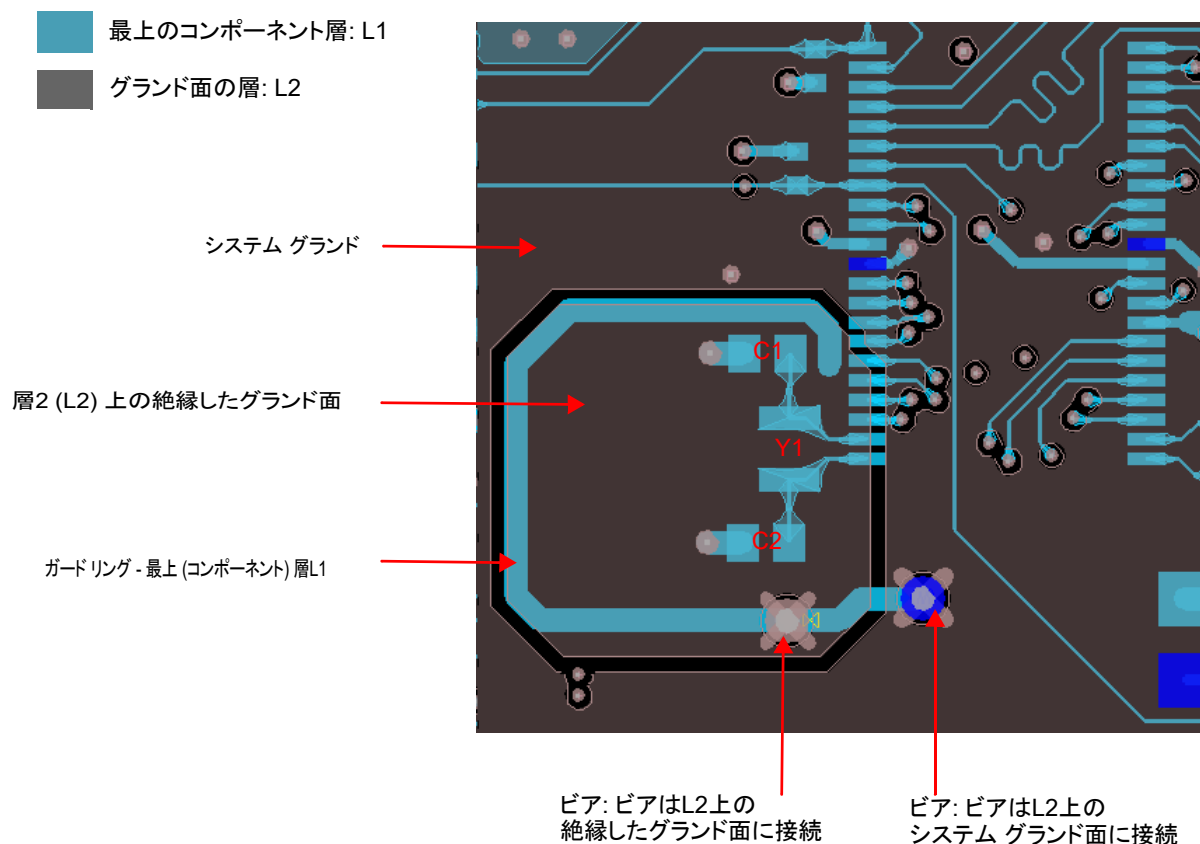 最上のコンポーネント層: L1
グランド面の層: L2
システム グランド
層2 (L2) 上の絶縁したグランド面
ガード リング - 最上 (コンポーネント) 層L1
C1
Y1
C2
ビア: ビアはL2上の
絶縁したグランド面に接続
ビア: ビアはL2上の
システム グランド面に接続